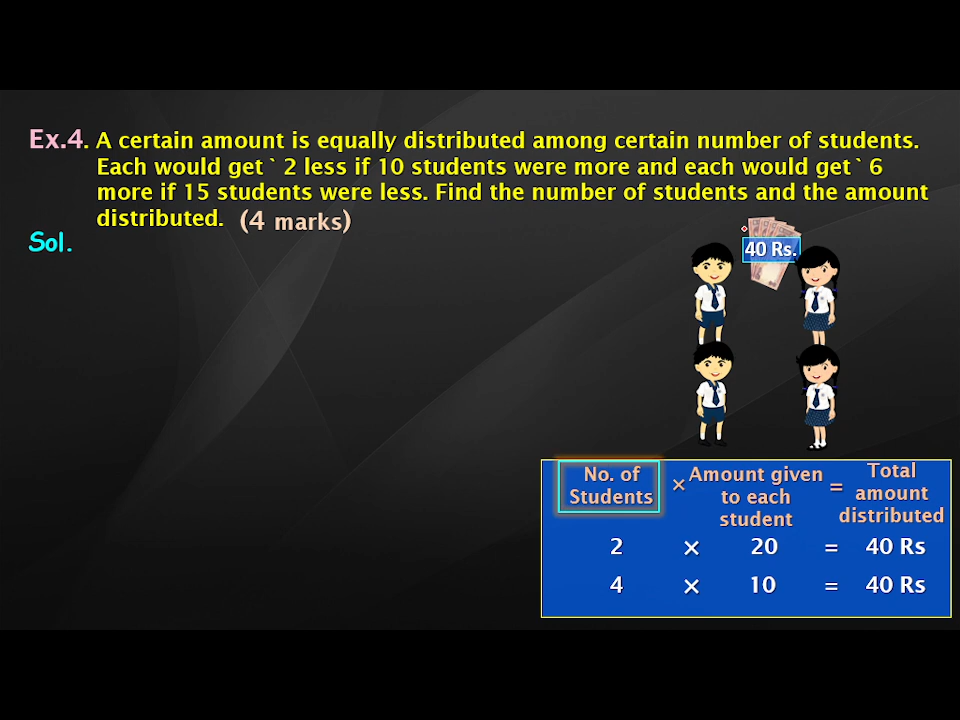 Ex.4. A certain amount is equally distributed among certain number of students.
Each would get ` 2 less if 10 students were more and each would get ` 6
more if 15 students were less. Find the number of students and the amount
distributed. (4 marks)
Sol.
40 Rs.
No. of Students × Amount given to each student = Total amount distributed
2 × 20 = 40 Rs
4 × 10 = 40 Rs